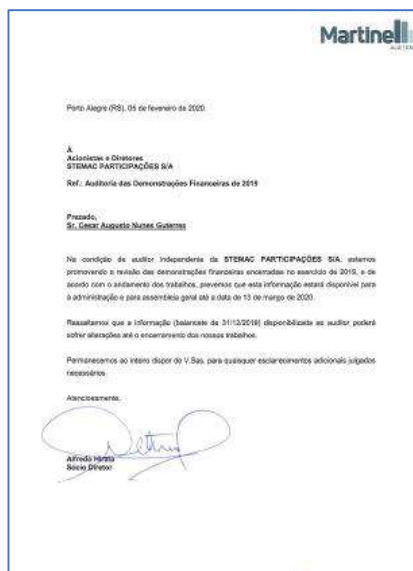 Martinelli
AUDITORES
Porto Alegre (RS), 05 de fevereiro de 2020.
À
Acionistas e Diretores
STEMAC PARTICIPAÇÕES S/A
Ref.: Auditoria das Demonstrações Financeiras de 2019
Prezado,
Sr. Cesar Augusto Nunes Guterres
Na condição de auditor independente da STEMAC PARTICIPAÇÕES S/A, estamos
promovendo a revisão das demonstrações financeiras encerradas no exercício de 2019, e de
acordo com o andamento dos trabalhos, prevemos que esta informação estará disponível para
à administração e para assembleia geral até a data de 13 de março de 2020.
Ressaltamos que a informação (balancete de 31/12/2019) disponibilizada ao auditor poderá
sofrer alterações até o encerramento dos nossos trabalhos.
Permanecemos ao inteiro dispor de V.Sas, para quaisquer esclarecimentos adicionais julgados
necessários.
Atenciosamente,
Alfredo Hirata
Sócio Diretor